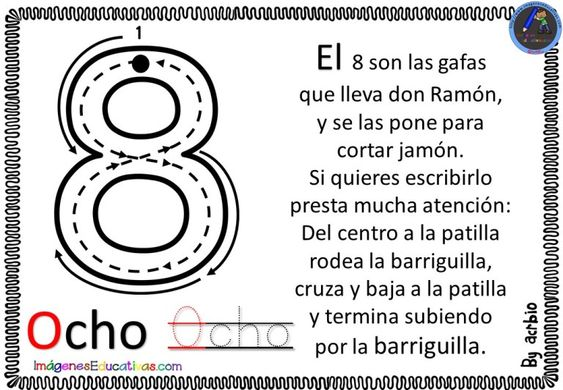 1
8
El 8 son las gafas
que lleva don Ramón,
y se las pone para
cortar jamón.
Si quieres escribirlo
presta mucha atención:
Del centro a la patilla
rodea la barriguilla,
cruza y baja a la patilla
y termina subiendo
por la barriguilla.
Ocho Ocho
ImágenesEducativas.com
By achbio